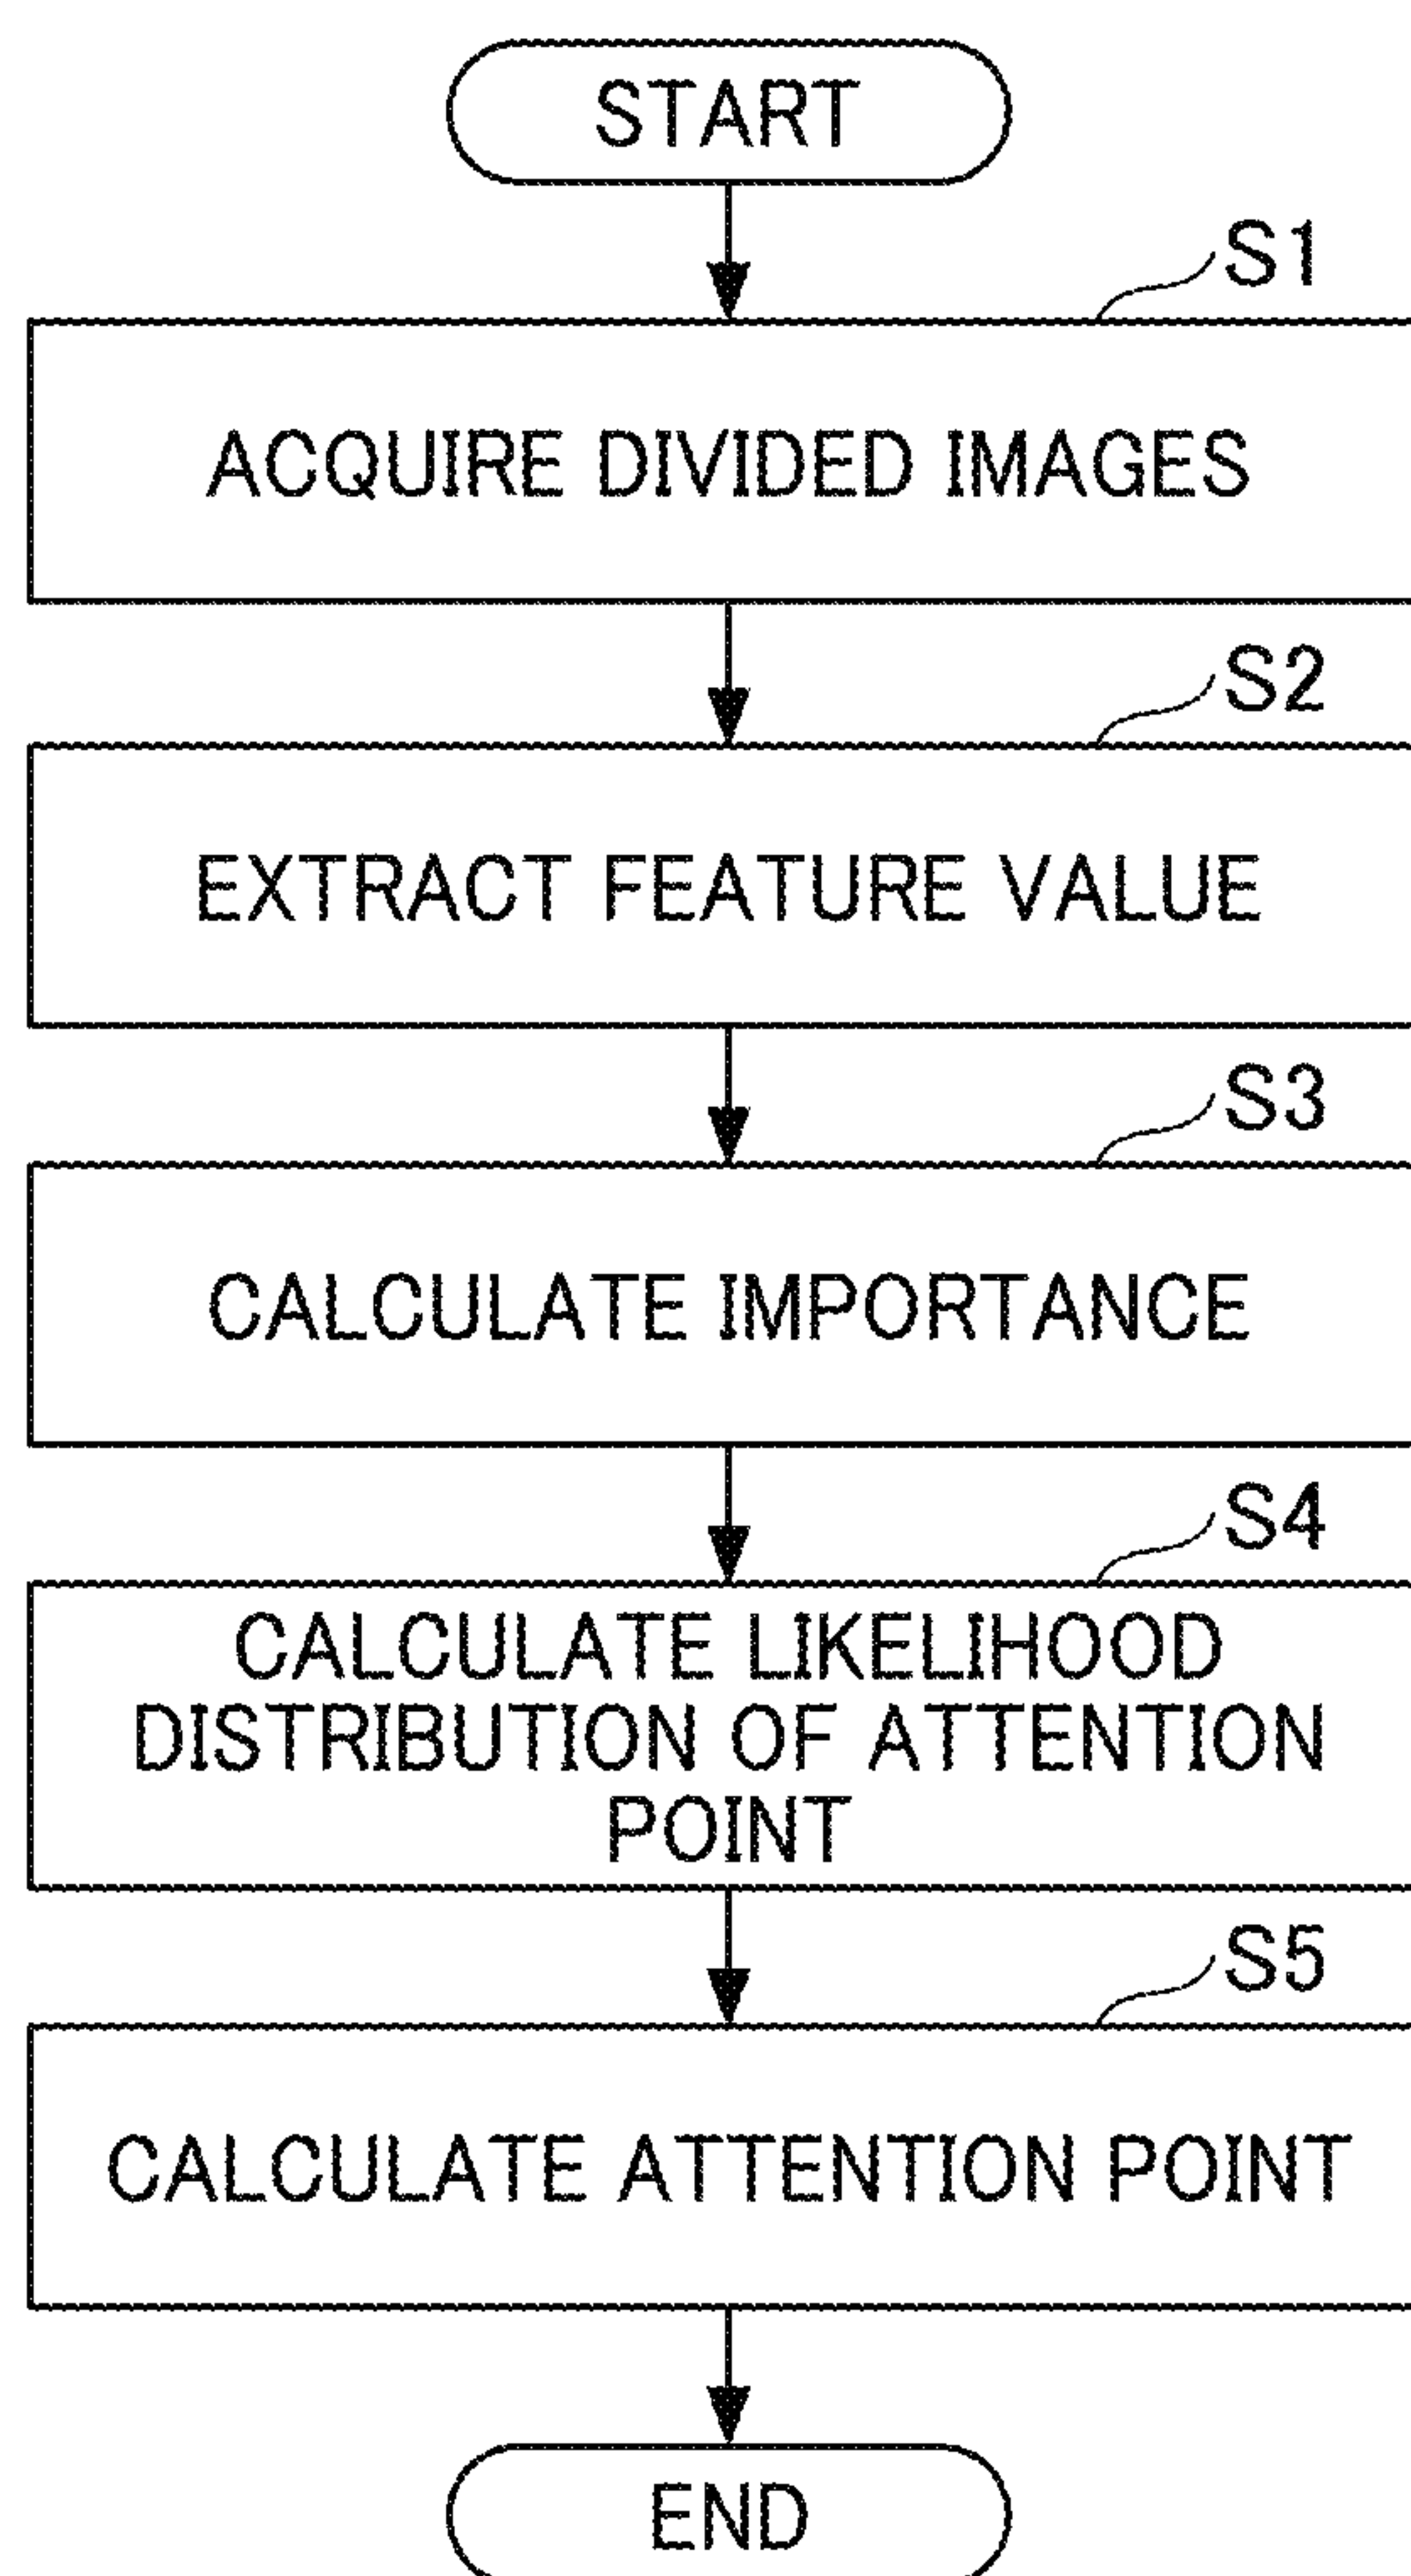 START
S1
ACQUIRE DIVIDED IMAGES
S2
EXTRACT FEATURE VALUE
S3
CALCULATE IMPORTANCE
S4
CALCULATE LIKELIHOOD
DISTRIBUTION OF ATTENTION
POINT
S5
CALCULATE ATTENTION POINT
END